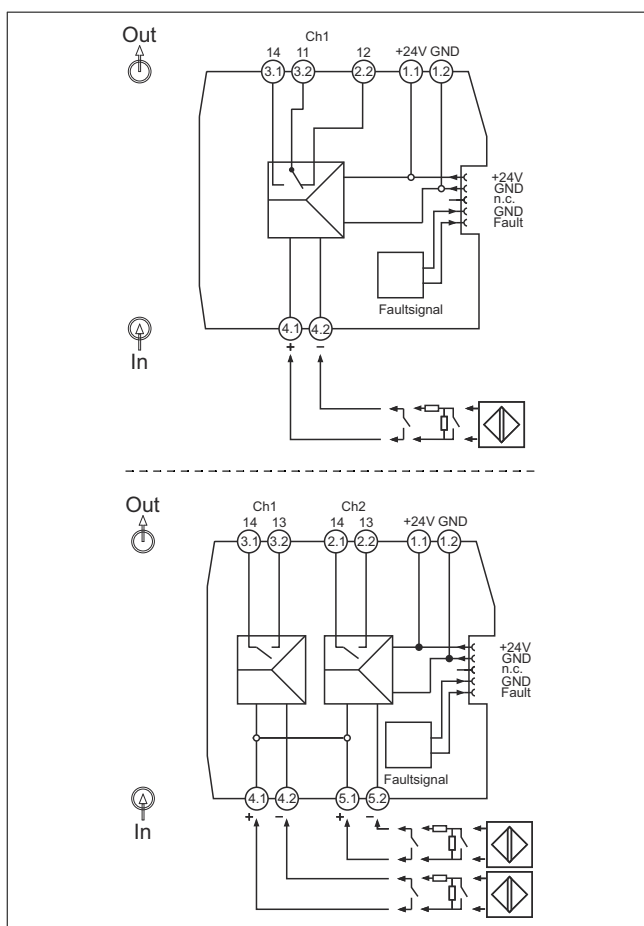 Out
Ch1
14 11 12 +24V GND
3.1 3.2 2.2 1.1 1.2
+24V
GND
n.c.
GND
Fault
Faultsignal
4.1 4.2
+ −
In
Out
Ch1 Ch2
14 13 14 13 +24V GND
3.1 3.2 2.1 2.2 1.1 1.2
+24V
GND
n.c.
GND
Fault
Faultsignal
4.1 4.2 5.1 5.2
+ − + −
In